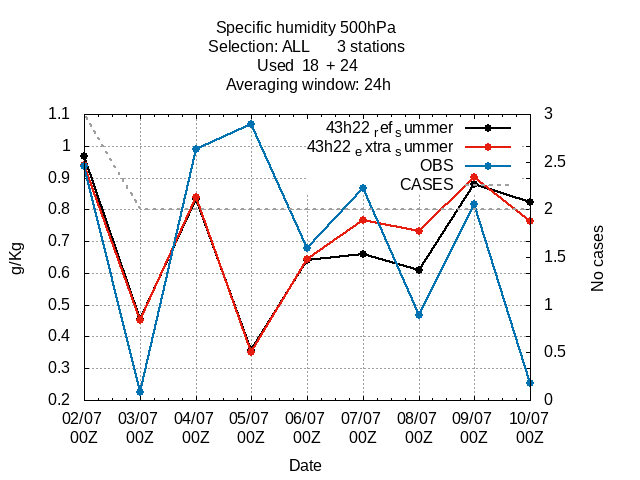 Specific humidity 500hPa
Selection: ALL 3 stations
Used 18 + 24
Averaging window: 24h
43h22 ref summer
43h22 extra summer
OBS
CASES
1.1
1
0.9
0.8
0.7
0.6
0.5
0.4
0.3
0.2
g/Kg
3
2.5
2
1.5
1
0.5
0
No cases
02/07 03/07 04/07 05/07 06/07 07/07 08/07 09/07 10/07
00Z 00Z 00Z 00Z 00Z 00Z 00Z 00Z 00Z
Date